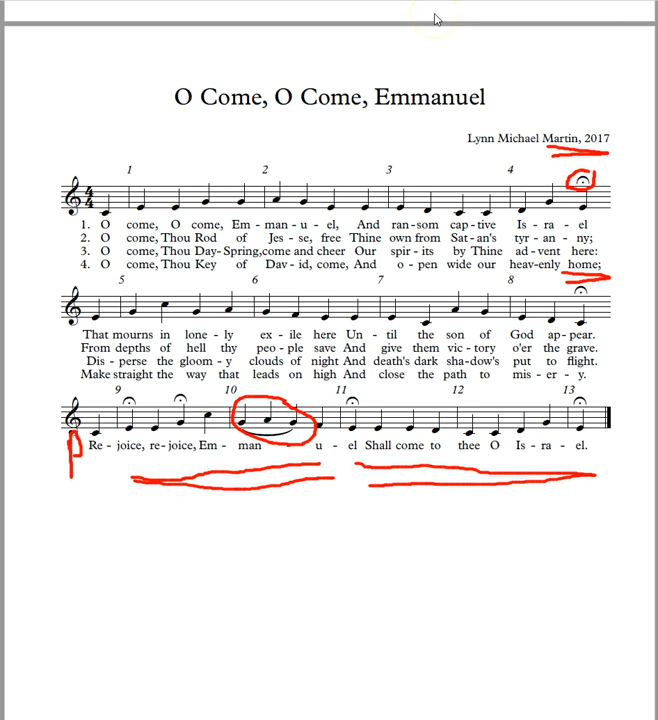 O Come, O Come, Emmanuel
Lynn Michael Martin, 2017
1 2 3 4
4
4
1. O come, O come, Em - man - u - el, And ran-som cap - tive Is - ra - el
2. O come, Thou Rod of Jes - se, free Thine own from Sat - an's tyr - an - ny;
3. O come, Thou Day - Spring,come and cheer Our spir - its by Thine ad - vent here:
4. O come, Thou Key of Dav - id, come, And o - pen wide our heav-enly home;
5 6 7 8
That mourns in lone - ly ex - ile here Un - til the son of God ap - pear.
From depths of hell thy peo - ple save And give them vic - tory o'er the grave.
Dis - perse the gloom - y clouds of night And death's dark sha-dow's put to flight.
Make straight the way that leads on high And close the path to mis - er - y.
9 10 11 12 13
p
Re - joice, re - joice, Em - man u - el Shall come to thee O Is - ra - el.